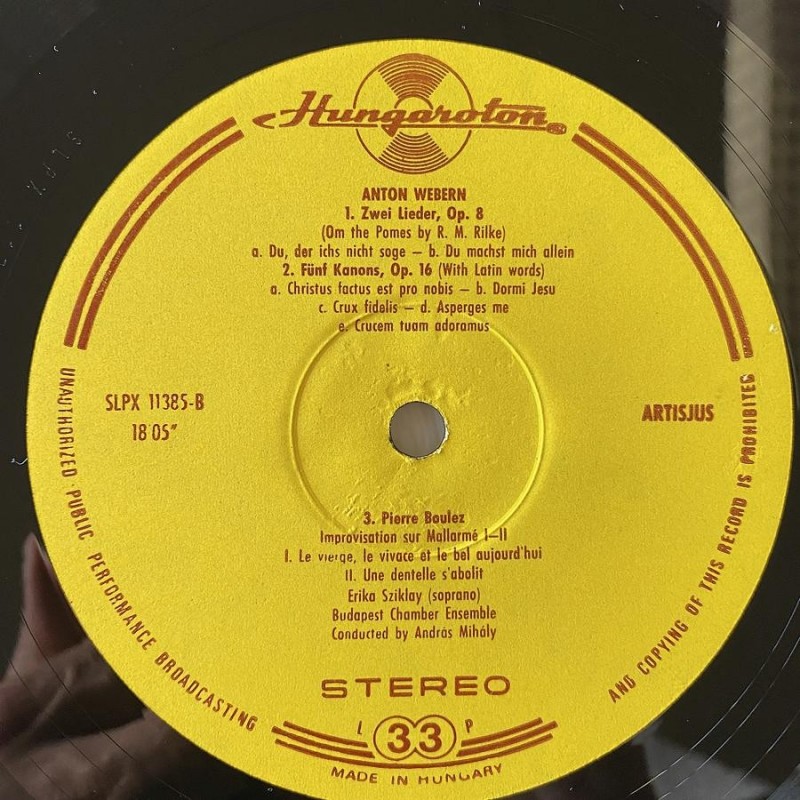 Hungaroton
ANTON WEBERN
1. Zwei Lieder, Op. 8
(Om the Pomes by R. M. Rilke)
a. Du, der ichs nicht soge – b. Du machst mich allein
2. Fünf Kanons, Op. 16 (With Latin words)
a. Christus factus est pro nobis – b. Dormi Jesu
c. Crux fidelis – d. Asperges me
e. Crucem tuam adoramus
SLPX 11385-B
18'05"
ARTISJUS
3. Pierre Boulez
Improvisation sur Mallarmé I–II
I. Le vierge, le vivace et le bel aujourd'hui
II. Une dentelle s'abolit
Erika Sziklay (soprano)
Budapest Chamber Ensemble
Conducted by András Mihály
STEREO
L 33 P
MADE IN HUNGARY
UNAUTHORIZED · PUBLIC PERFORMANCE BROADCASTING
AND COPYING OF THIS RECORD IS PROHIBITED
SLPX